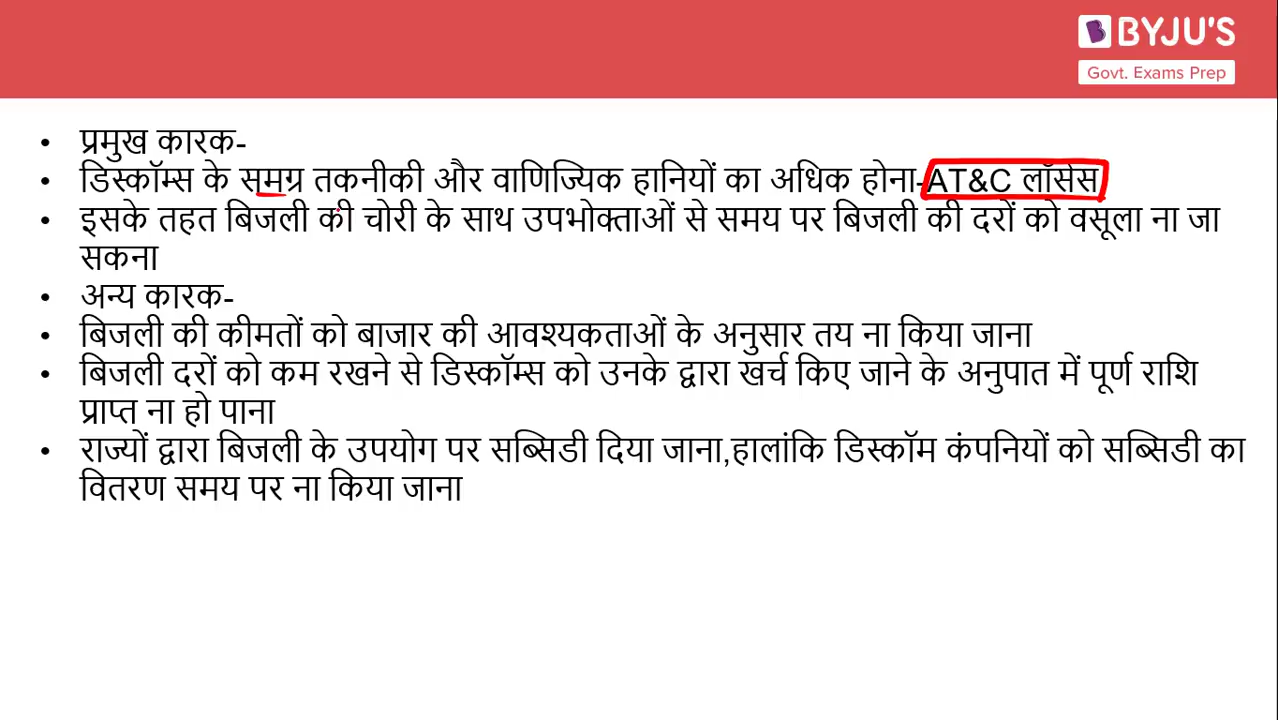 BYJU'S
Govt. Exams Prep
• प्रमुख कारक-
• डिस्कॉम्स के समग्र तकनीकी और वाणिज्यिक हानियों का अधिक होना-AT&C लॉसेस
• इसके तहत बिजली की चोरी के साथ उपभोक्ताओं से समय पर बिजली की दरों को वसूला ना जा
सकना
• अन्य कारक-
• बिजली की कीमतों को बाजार की आवश्यकताओं के अनुसार तय ना किया जाना
• बिजली दरों को कम रखने से डिस्कॉम्स को उनके द्वारा खर्च किए जाने के अनुपात में पूर्ण राशि
प्राप्त ना हो पाना
• राज्यों द्वारा बिजली के उपयोग पर सब्सिडी दिया जाना,हालांकि डिस्कॉम कंपनियों को सब्सिडी का
वितरण समय पर ना किया जाना